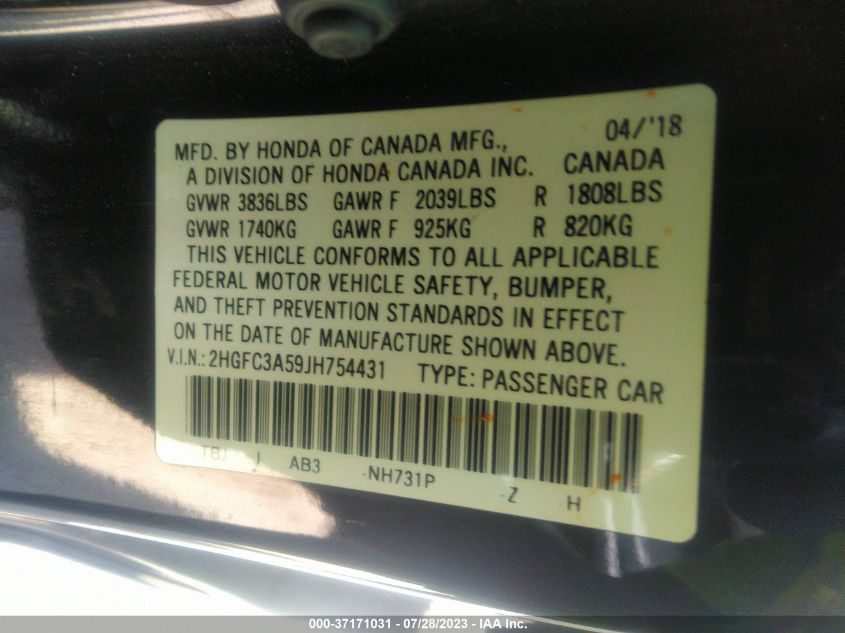 04/'18
MFD. BY HONDA OF CANADA MFG.,
A DIVISION OF HONDA CANADA INC. CANADA
GVWR 3836LBS GAWR F 2039LBS R 1808LBS
GVWR 1740KG GAWR F 925KG R 820KG
THIS VEHICLE CONFORMS TO ALL APPLICABLE
FEDERAL MOTOR VEHICLE SAFETY, BUMPER,
AND THEFT PREVENTION STANDARDS IN EFFECT
ON THE DATE OF MANUFACTURE SHOWN ABOVE.
V.I.N.: 2HGFC3A59JH754431 TYPE: PASSENGER CAR
TBJ J AB3 NH731P Z H
000-37171031 - 07/28/2023 - IAA Inc.